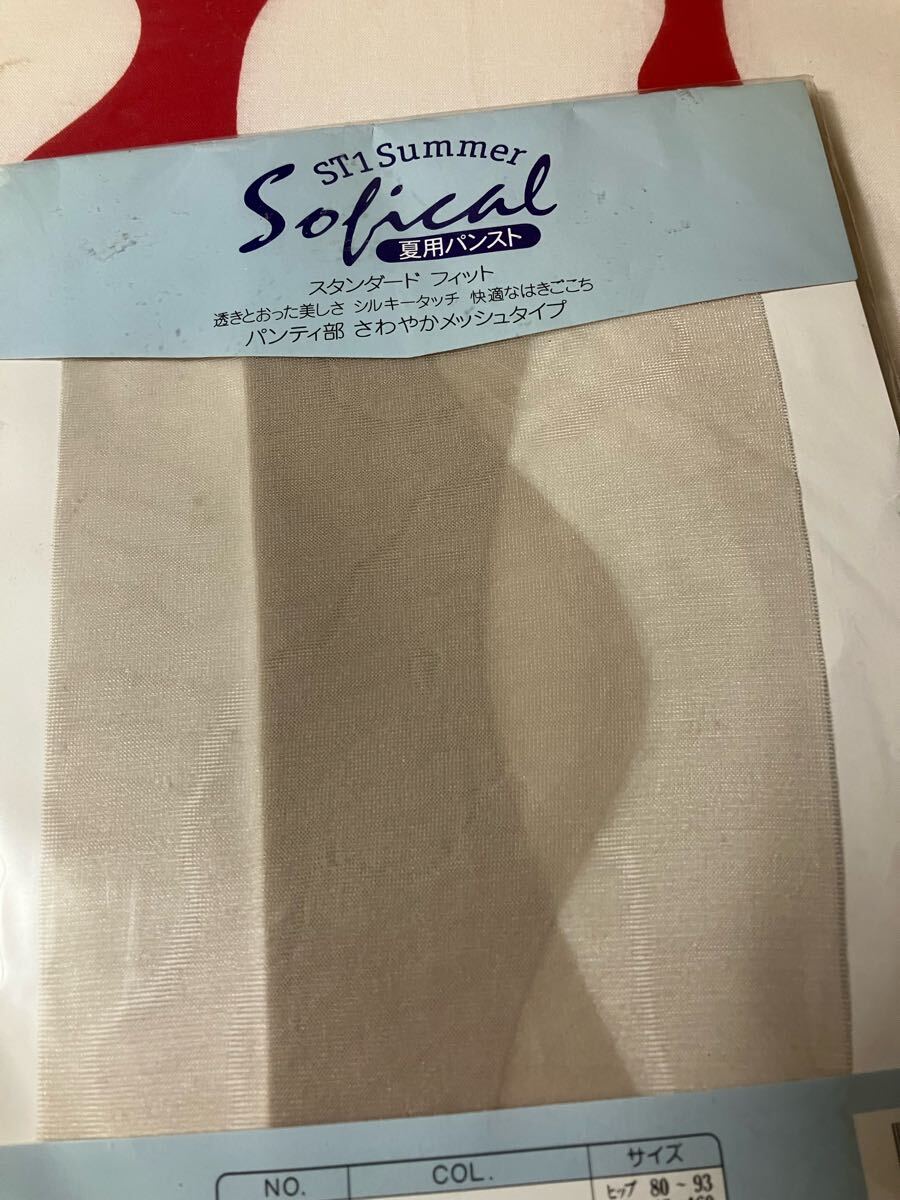 ST1 Summer
Sofical
夏用パンスト
スタンダード フィット
透きとおった美しさ シルキータッチ 快適なはきごこち
パンティ部 さわやかメッシュタイプ
NO. COL. サイズ
ヒップ 80~93